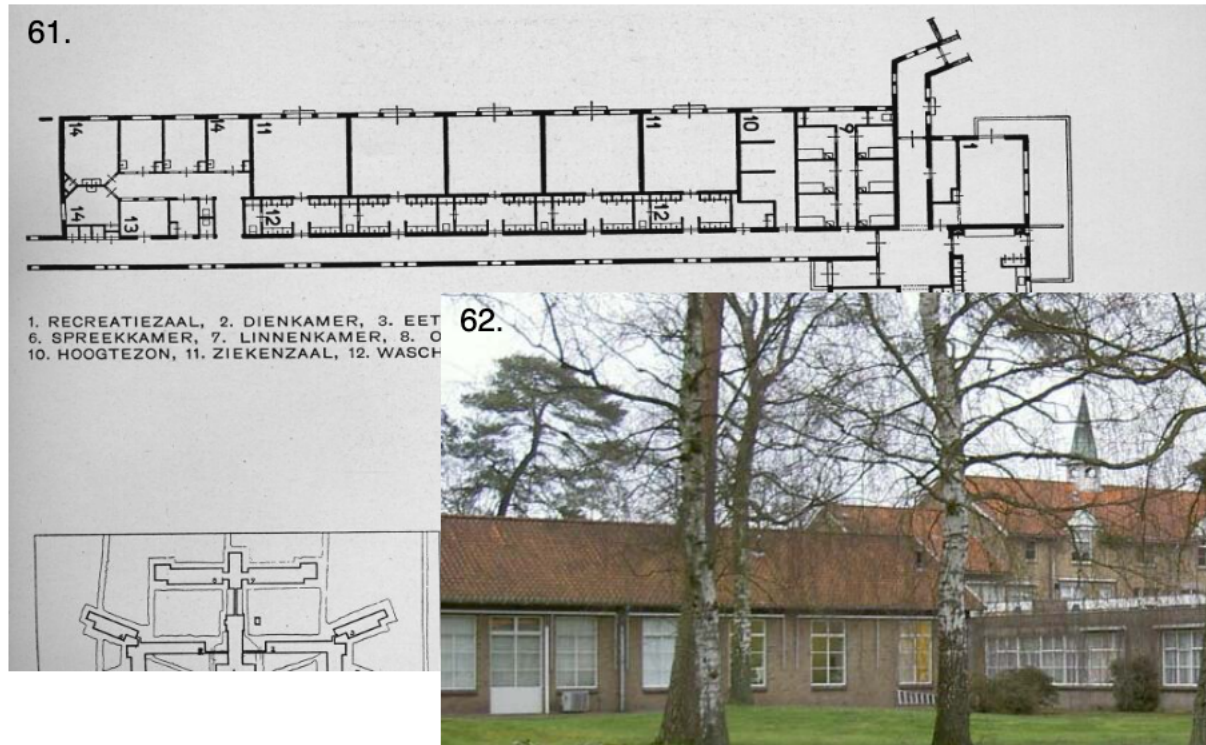 61.
14 14 11 11 10 9 1
14 13 12 12
1. RECREATIEZAAL, 2. DIENKAMER, 3. EET
6. SPREEKKAMER, 7. LINNENKAMER, 8. O
10. HOOGTEZON, 11. ZIEKENZAAL, 12. WASCH
62.